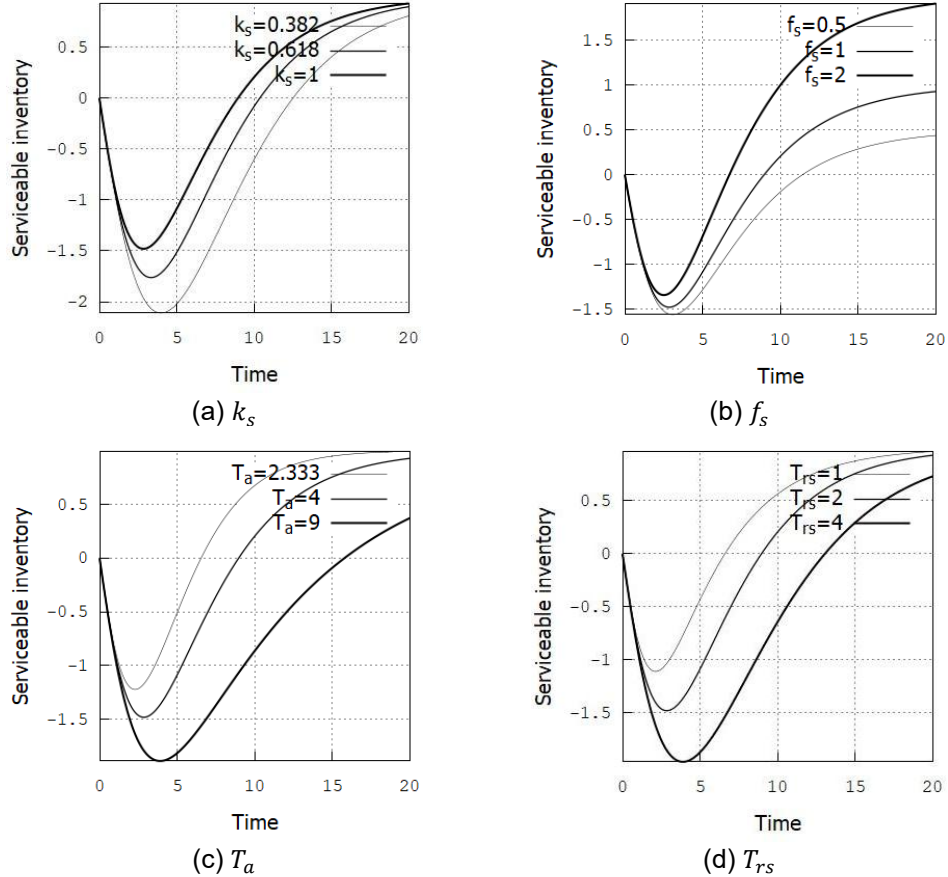 k_s=0.382
k_s=0.618
k_s=1
0.5
0
-0.5
-1
-1.5
-2
Serviceable inventory
0 5 10 15 20
Time
(a) k_s
f_s=0.5
f_s=1
f_s=2
1.5
1
0.5
0
-0.5
-1
-1.5
Serviceable inventory
0 5 10 15 20
Time
(b) f_s
T_a=2.333
T_a=4
T_a=9
0.5
0
-0.5
-1
-1.5
Serviceable inventory
0 5 10 15 20
Time
(c) T_a
T_rs=1
T_rs=2
T_rs=4
0.5
0
-0.5
-1
-1.5
Serviceable inventory
0 5 10 15 20
Time
(d) T_rs